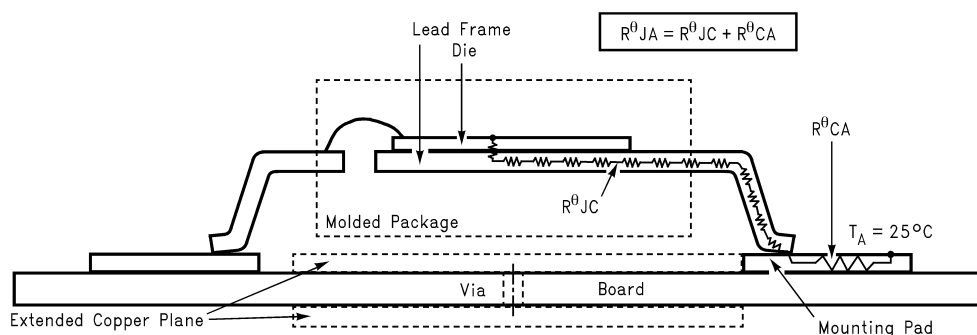 RθJA = RθJC + RθCA
Lead Frame
Die
RθCA
RθJC
Molded Package
TA = 25°C
Via
Board
Extended Copper Plane
Mounting Pad